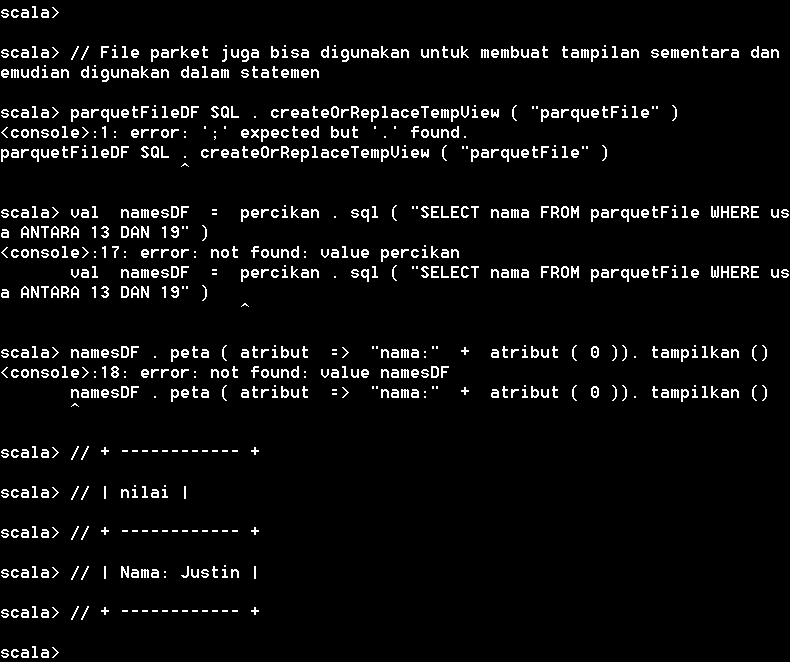 scala>
scala> // File parket juga bisa digunakan untuk membuat tampilan sementara dan
emudian digunakan dalam statemen
scala> parquetFileDF SQL . createOrReplaceTempView ( "parquetFile" )
<console>:1: error: ';' expected but '.' found.
parquetFileDF SQL . createOrReplaceTempView ( "parquetFile" )
^
scala> val  namesDF  =  percikan . sql ( "SELECT nama FROM parquetFile WHERE us
a ANTARA 13 DAN 19" )
<console>:17: error: not found: value percikan
val  namesDF  =  percikan . sql ( "SELECT nama FROM parquetFile WHERE us
a ANTARA 13 DAN 19" )
^
scala> namesDF . peta ( atribut  =>  "nama:"  +  atribut ( 0 )). tampilkan ()
<console>:18: error: not found: value namesDF
namesDF . peta ( atribut  =>  "nama:"  +  atribut ( 0 )). tampilkan ()
^
scala> // + ------------ +
scala> // | nilai |
scala> // + ------------ +
scala> // | Nama: Justin |
scala> // + ------------ +
scala>